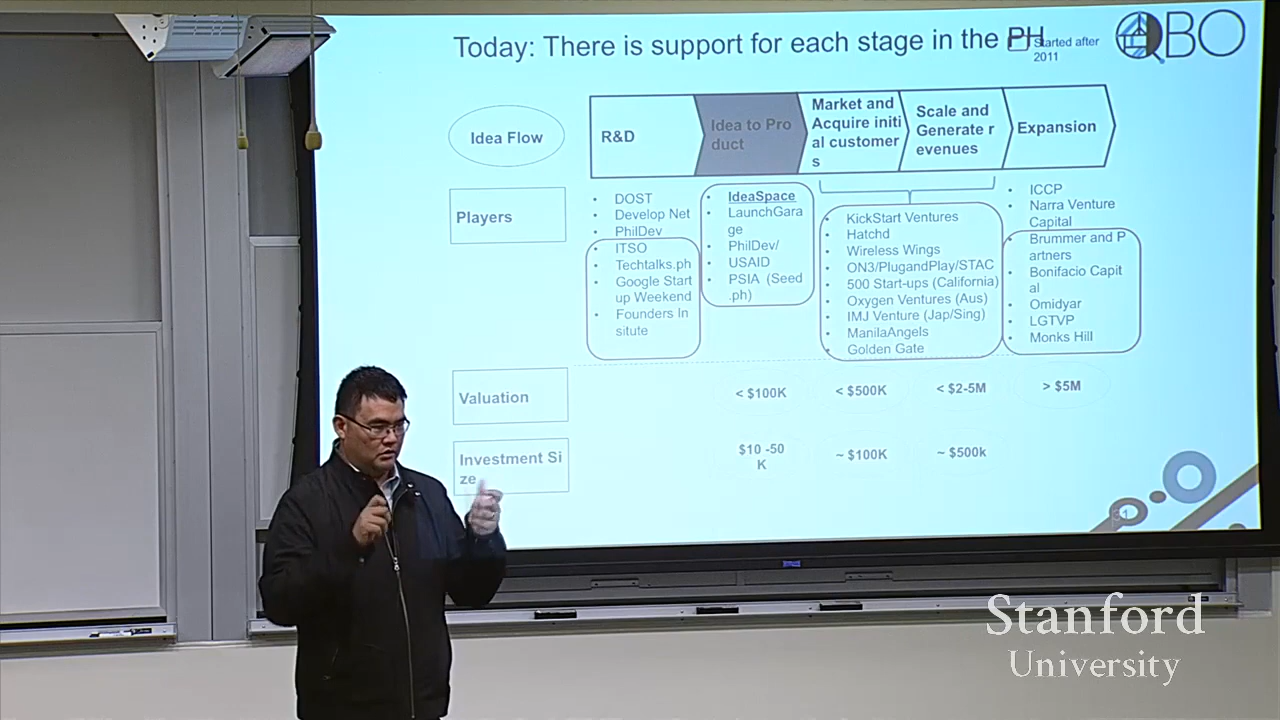 Today: There is support for each stage in the PH
Started after
2011
QBO
Idea Flow
R&D
Idea to Pro
duct
Market and
Acquire initi
al customer
s
Scale and
Generate r
evenues
Expansion
Players
• DOST
• Develop Net
• PhilDev
• ITSO
• Techtalks.ph
• Google Start
up Weekend
• Founders In
situte
• IdeaSpace
• LaunchGara
ge
• PhilDev/
• USAID
• PSIA (Seed
.ph)
• KickStart Ventures
• Hatchd
• Wireless Wings
• ON3/PlugandPlay/STAC
• 500 Start-ups (California)
• Oxygen Ventures (Aus)
• IMJ Venture (Jap/Sing)
• ManilaAngels
• Golden Gate
• ICCP
• Narra Venture
Capital
• Brummer and P
artners
• Bonifacio Capit
al
• Omidyar
• LGTVP
• Monks Hill
Valuation
< $100K
< $500K
< $2-5M
> $5M
Investment Si
ze
$10 -50
K
~ $100K
~ $500k
31
Stanford
University